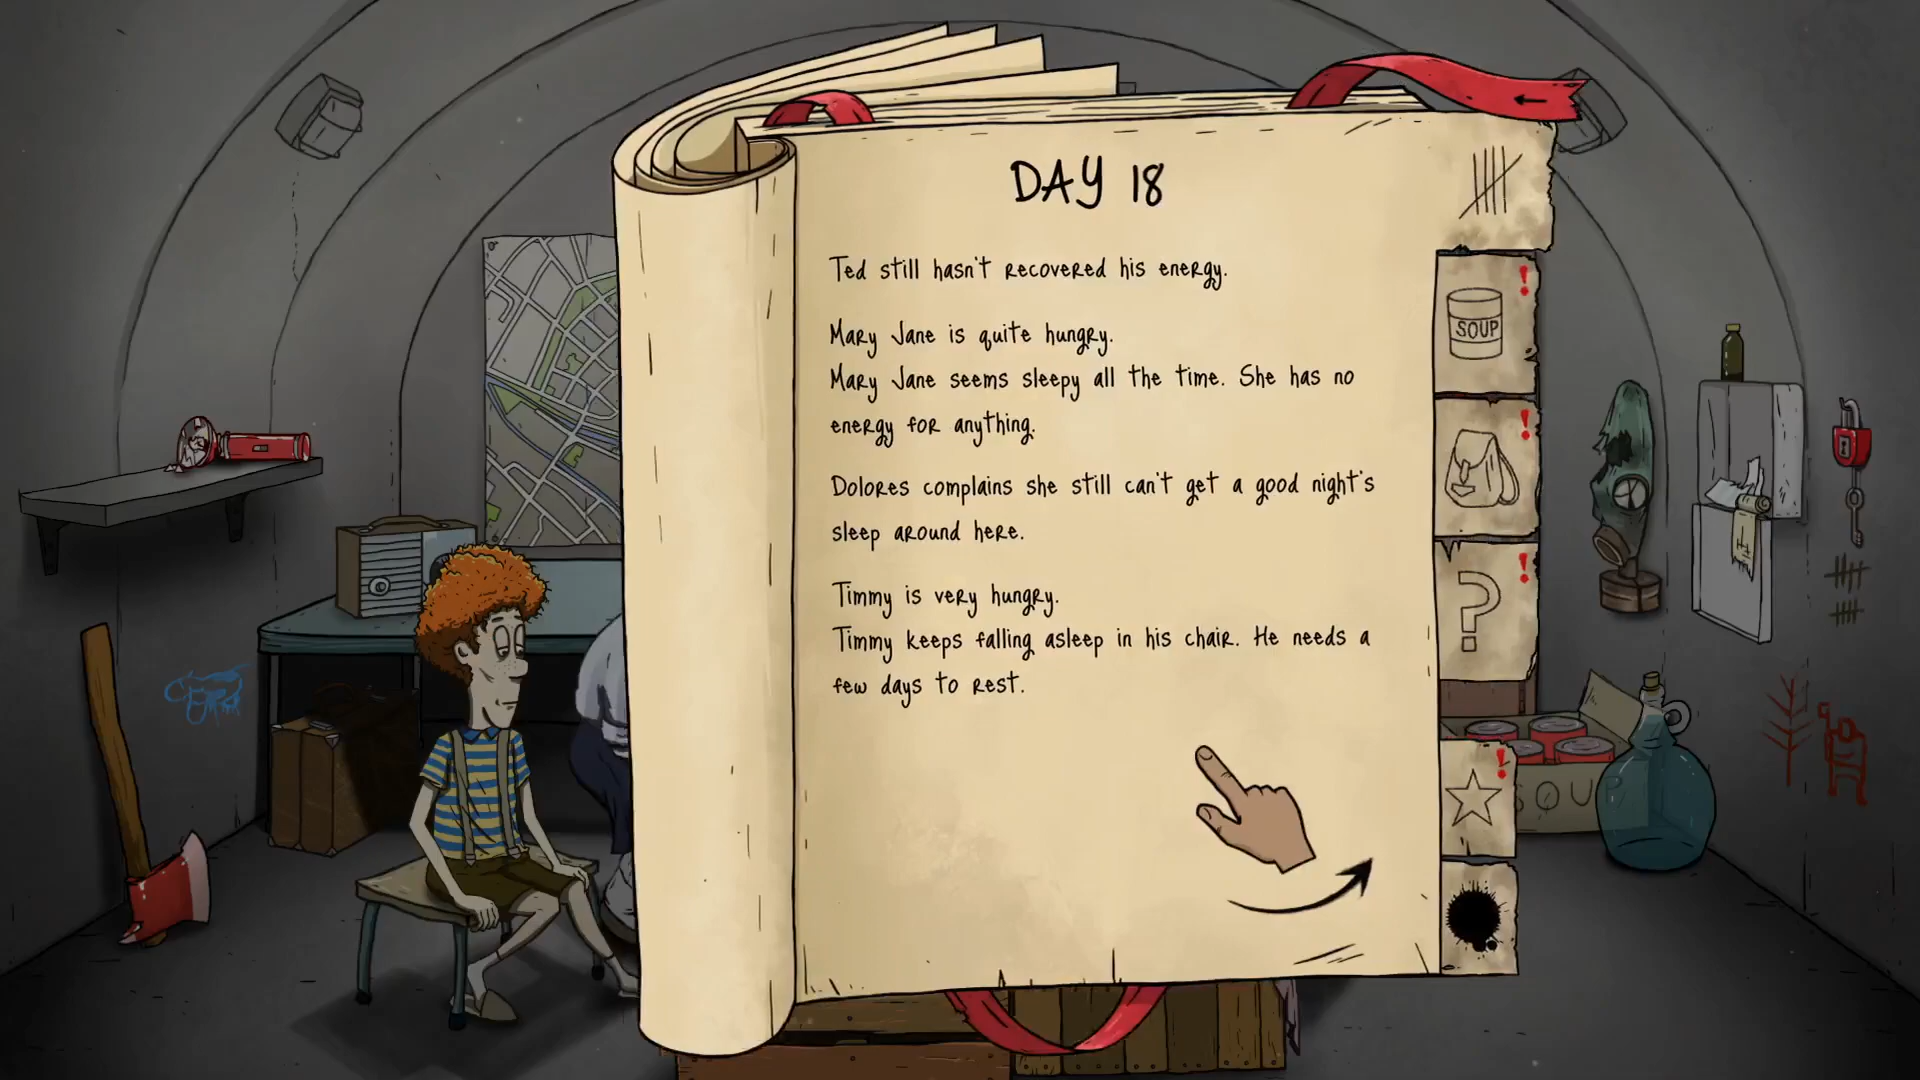 DAY 18
Ted still hasn't recovered his energy.
Mary Jane is quite hungry.
Mary Jane seems sleepy all the time. She has no
energy for anything.
Dolores complains she still can't get a good night's
sleep around here.
Timmy is very hungry.
Timmy keeps falling asleep in his chair. He needs a
few days to rest.
SOUP
!
!
?
!
!
SOUP